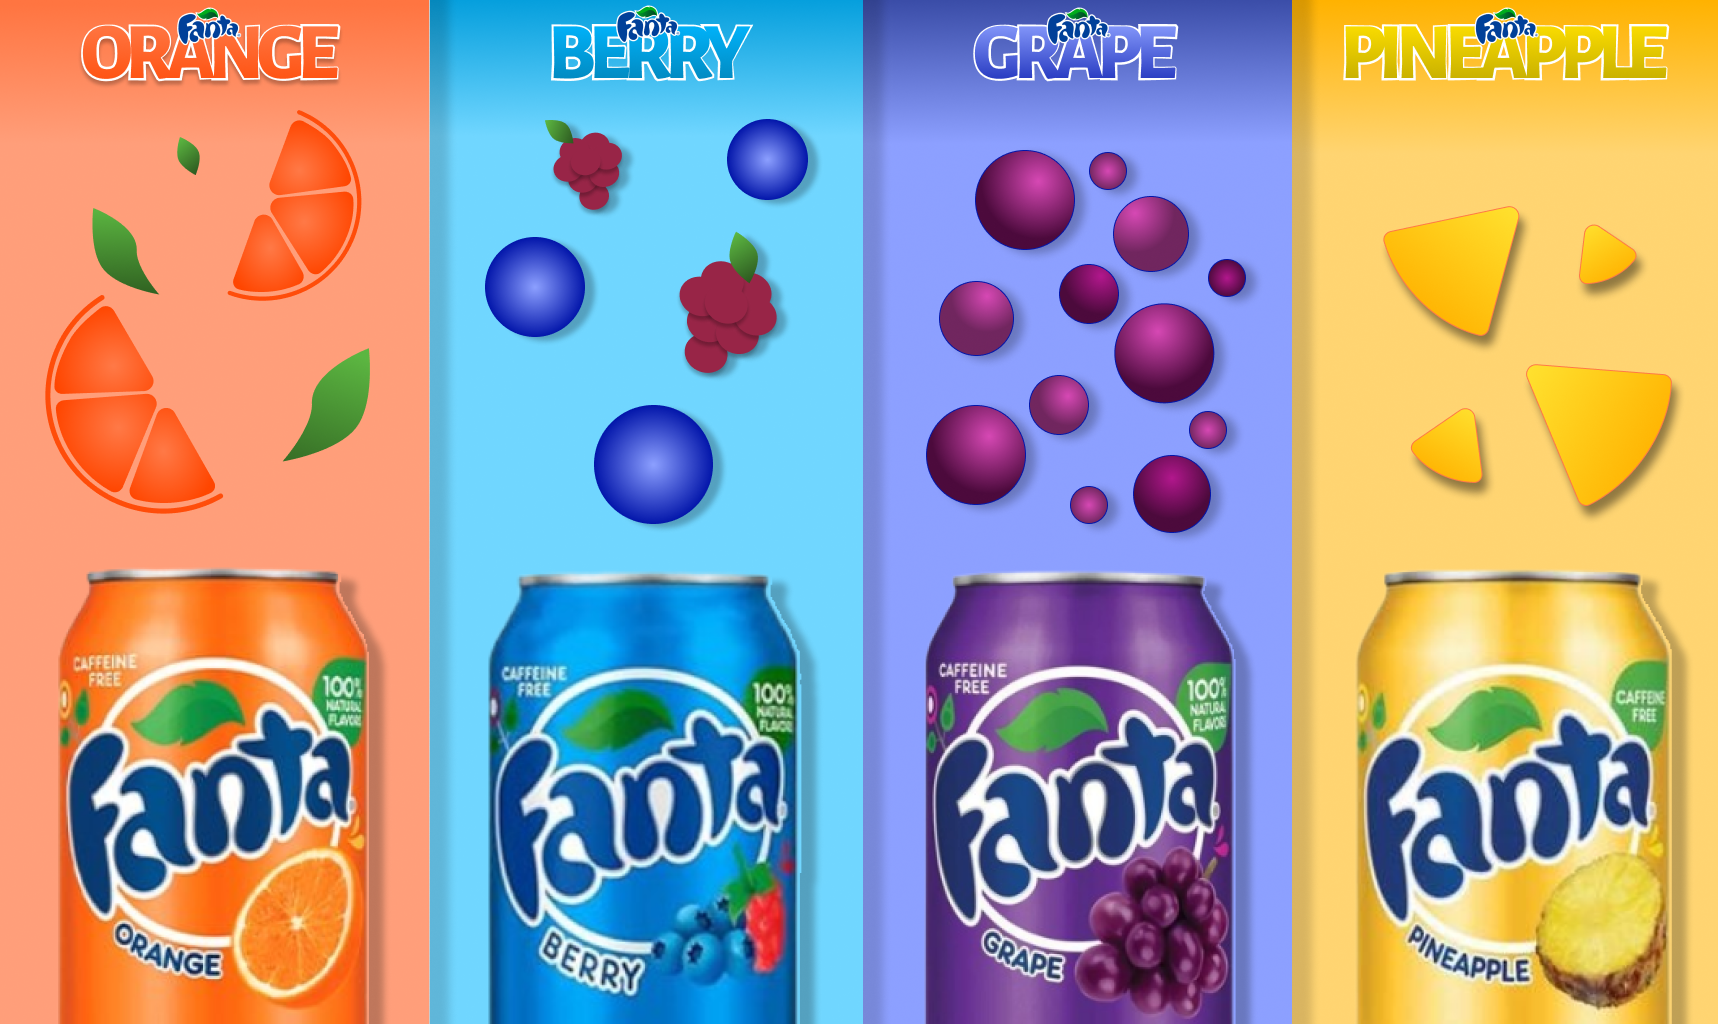 Fanta
ORANGE
CAFFEINE
FREE
100%
NATURAL
FLAVORS
Fanta
ORANGE
Fanta
BERRY
CAFFEINE
FREE
100%
NATURAL
FLAVORS
Fanta
BERRY
Fanta
GRAPE
CAFFEINE
FREE
100%
NATURAL
FLAVORS
Fanta
GRAPE
Fanta
PINEAPPLE
CAFFEINE
FREE
Fanta
PINEAPPLE